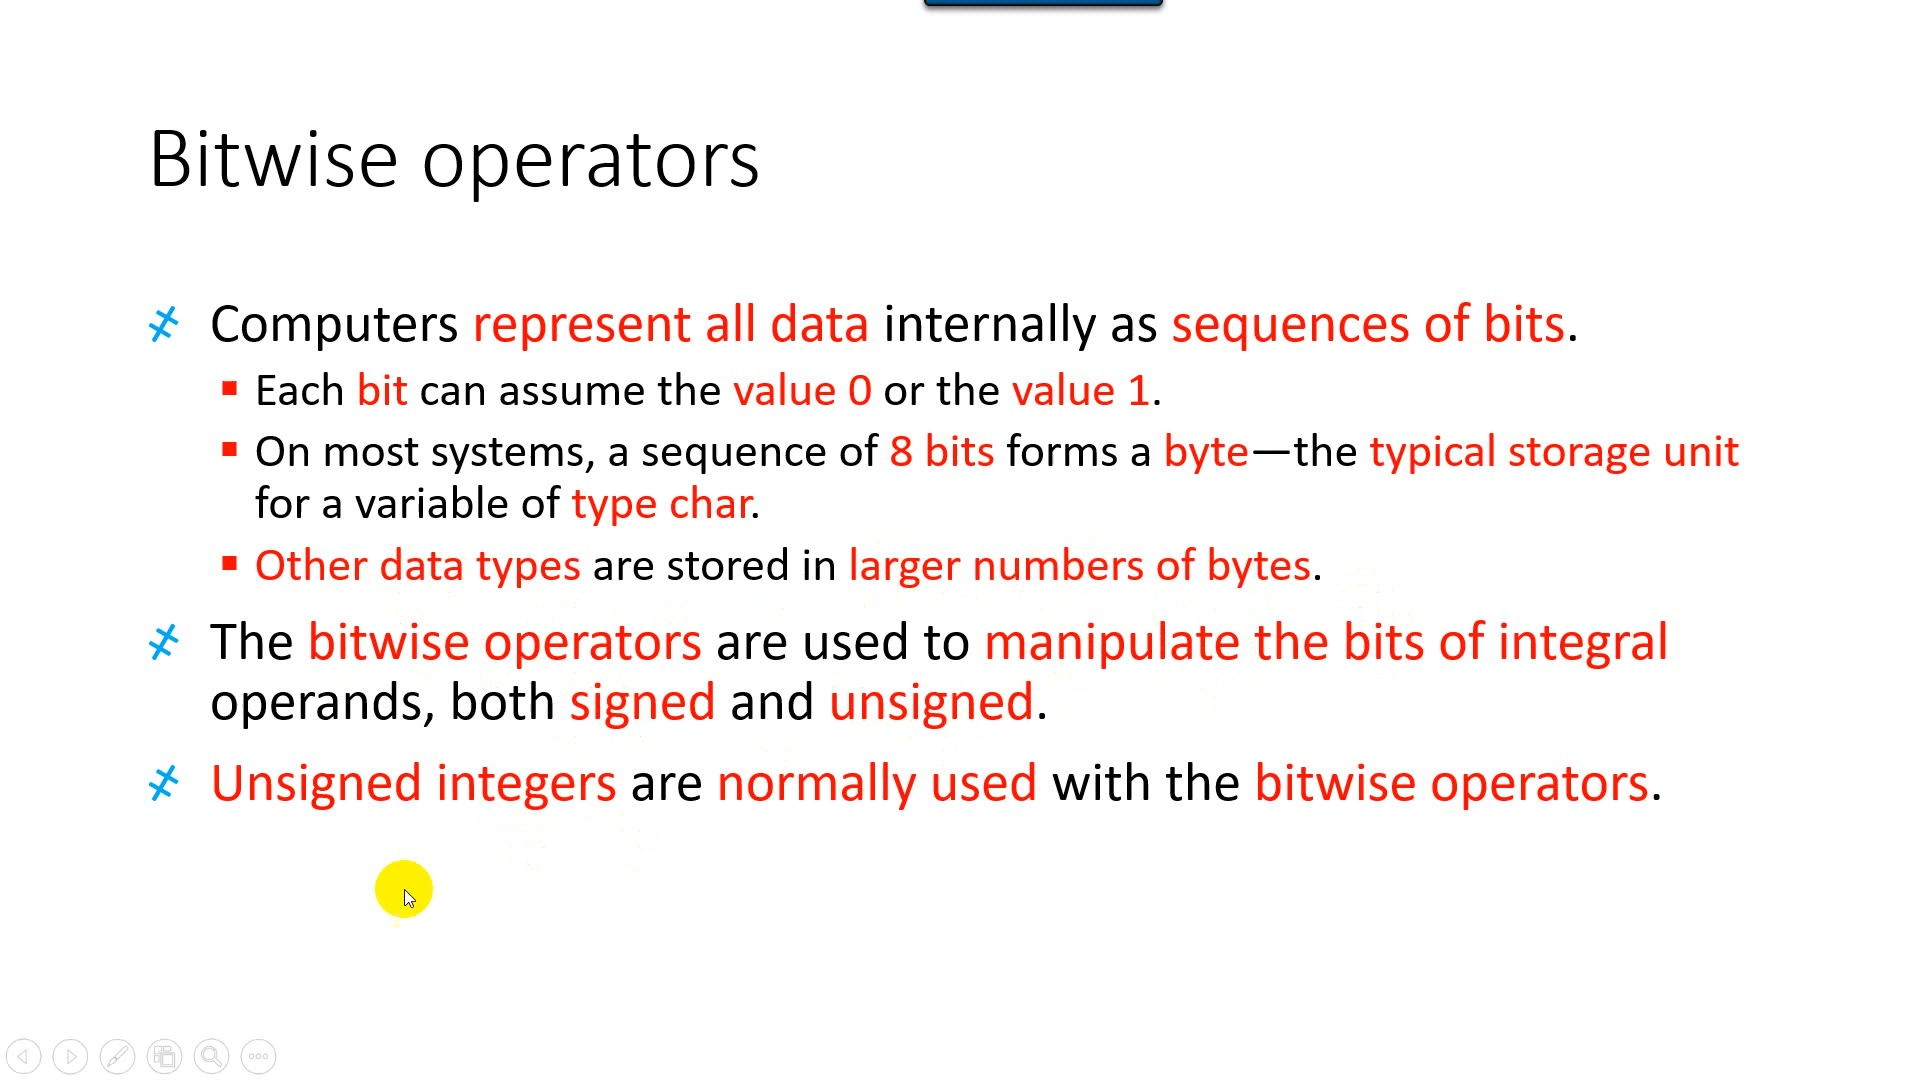 Bitwise operators
Computers represent all data internally as sequences of bits.
Each bit can assume the value 0 or the value 1.
On most systems, a sequence of 8 bits forms a byte—the typical storage unit
for a variable of type char.
Other data types are stored in larger numbers of bytes.
The bitwise operators are used to manipulate the bits of integral
operands, both signed and unsigned.
Unsigned integers are normally used with the bitwise operators.